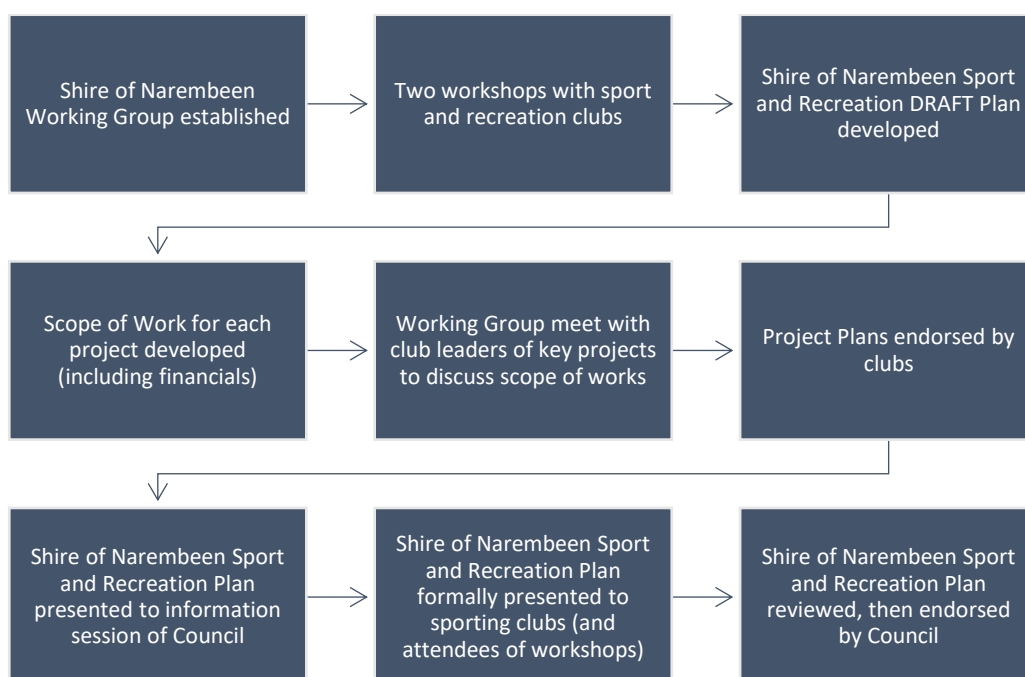 Shire of Narembeen
Working Group established
Two workshops with sport
and recreation clubs
Shire of Narembeen Sport
and Recreation DRAFT Plan
developed
Scope of Work for each
project developed
(including financials)
Working Group meet with
club leaders of key projects
to discuss scope of works
Project Plans endorsed by
clubs
Shire of Narembeen Sport
and Recreation Plan
presented to information
session of Council
Shire of Narembeen Sport
and Recreation Plan
formally presented to
sporting clubs (and
attendees of workshops)
Shire of Narembeen Sport
and Recreation Plan
reviewed, then endorsed
by Council